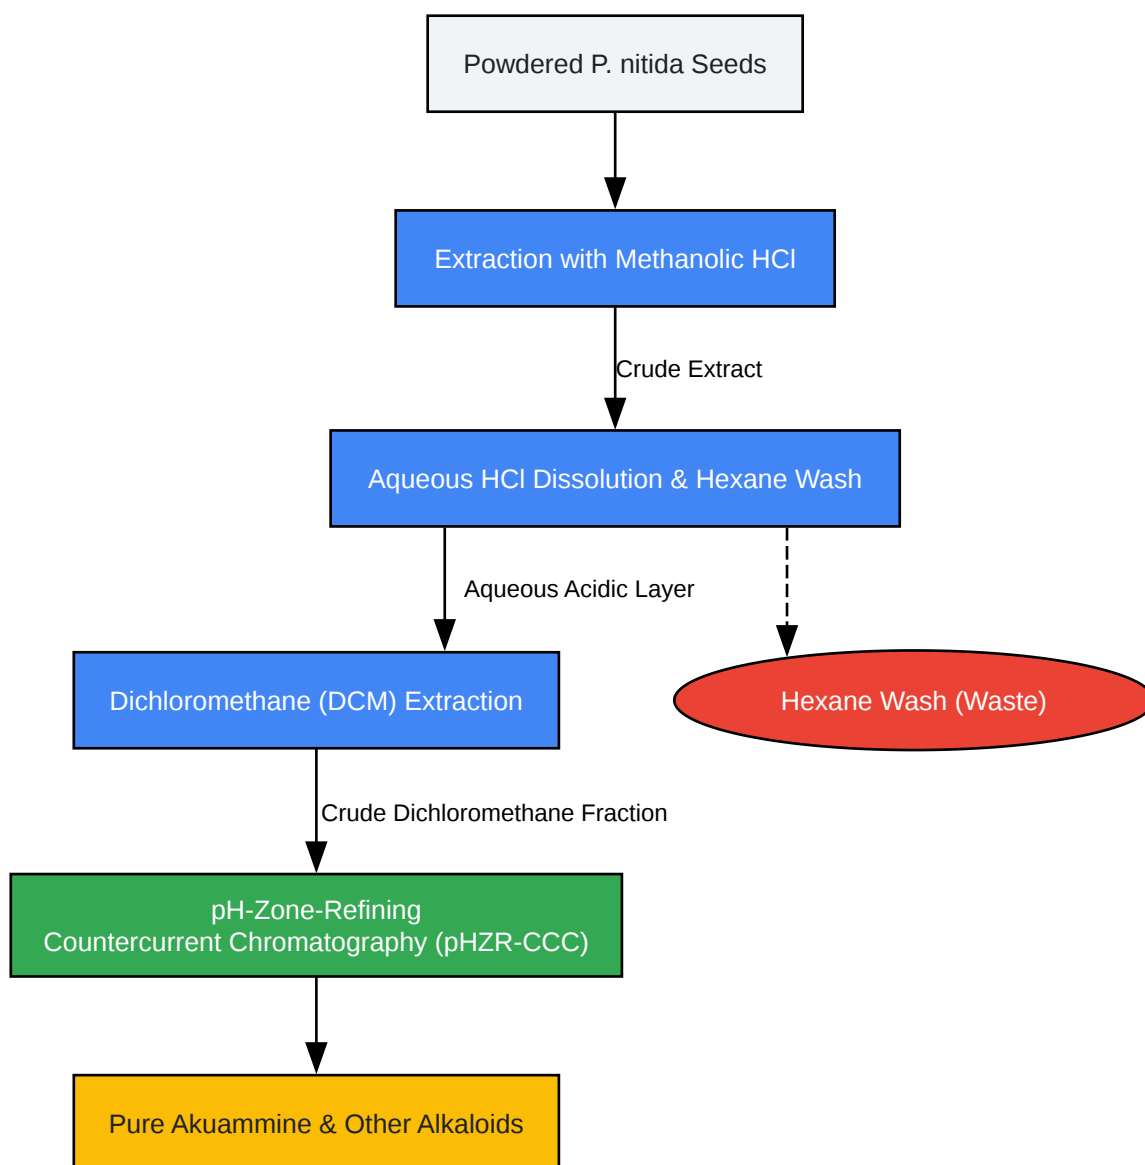 Powdered P. nitida Seeds
Extraction with Methanolic HCl
Crude Extract
Aqueous HCl Dissolution & Hexane Wash
Aqueous Acidic Layer
Dichloromethane (DCM) Extraction
Hexane Wash (Waste)
Crude Dichloromethane Fraction
pH-Zone-Refining
Countercurrent Chromatography (pHZR-CCC)
Pure Akuammine & Other Alkaloids